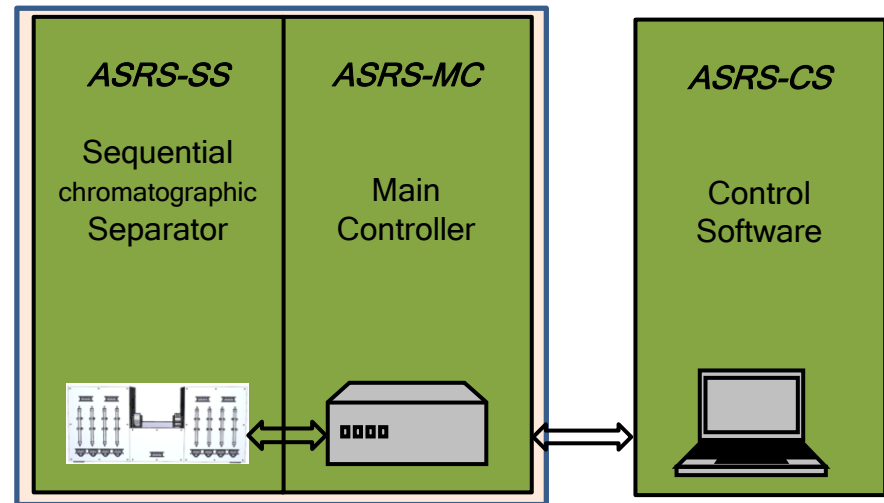 ASRS-SS
Sequential
chromatographic
Separator
ASRS-MC
Main
Controller
ASRS-CS
Control
Software